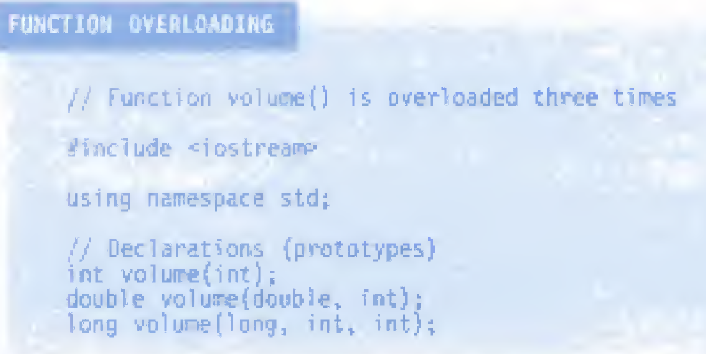 FUNCTION OVERLOADING
// Function volume() is overloaded three times
#include <iostream>
using namespace std;
// Declarations (prototypes)
int volume(int);
double volume(double, int);
long volume(long, int, int);